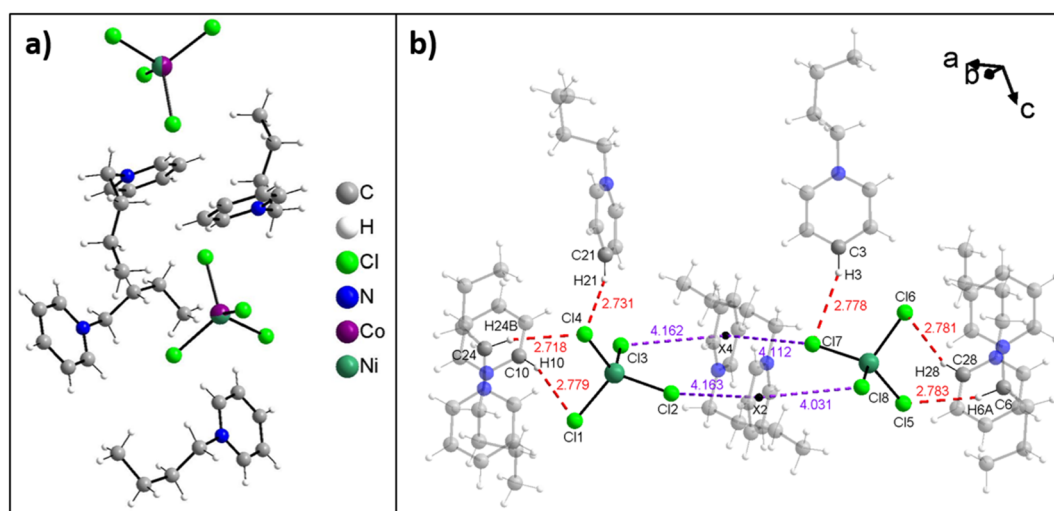 a)
C
H
Cl
N
Co
Ni
b)
a
b
c
C21
H21
2.731
Cl4
H24B
C24
2.718
C10
H10
2.779
Cl1
Cl3
Cl2
4.162
X4
4.112
4.163
X2
4.031
C3
H3
2.778
Cl7
Cl6
2.781
H28
C28
2.783
H6A
C6
Cl8
Cl5